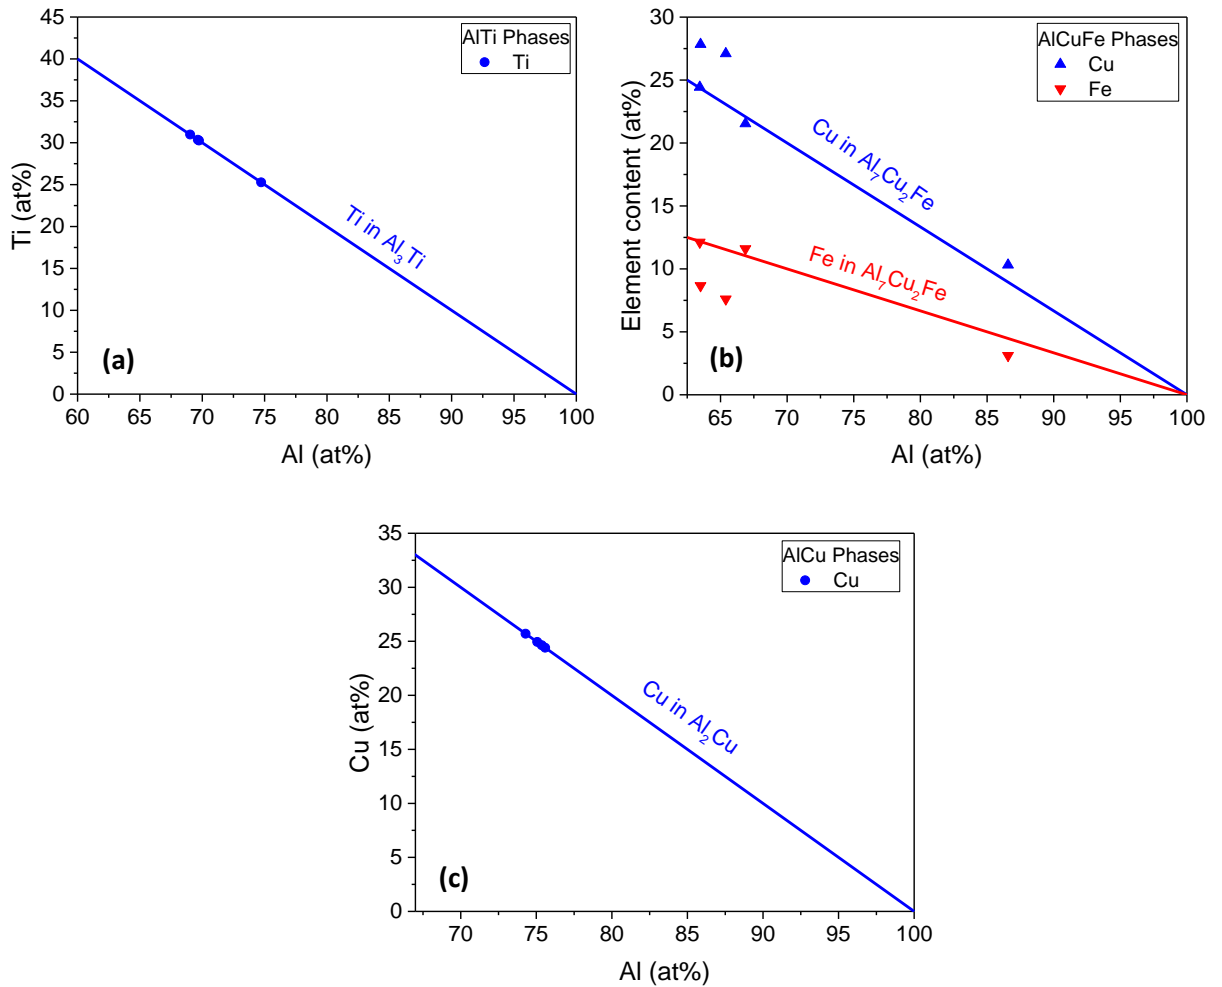 AlTi Phases
Ti
45
40
35
30
25
20
15
10
5
0
Ti (at%)
Ti in Al₃Ti
(a)
60 65 70 75 80 85 90 95 100
Al (at%)
AlCuFe Phases
Cu
Fe
30
25
20
15
10
5
0
Element content (at%)
Cu in Al₇Cu₂Fe
Fe in Al₇Cu₂Fe
(b)
65 70 75 80 85 90 95 100
Al (at%)
AlCu Phases
Cu
35
30
25
20
15
10
5
0
Cu (at%)
Cu in Al₂Cu
(c)
70 75 80 85 90 95 100
Al (at%)